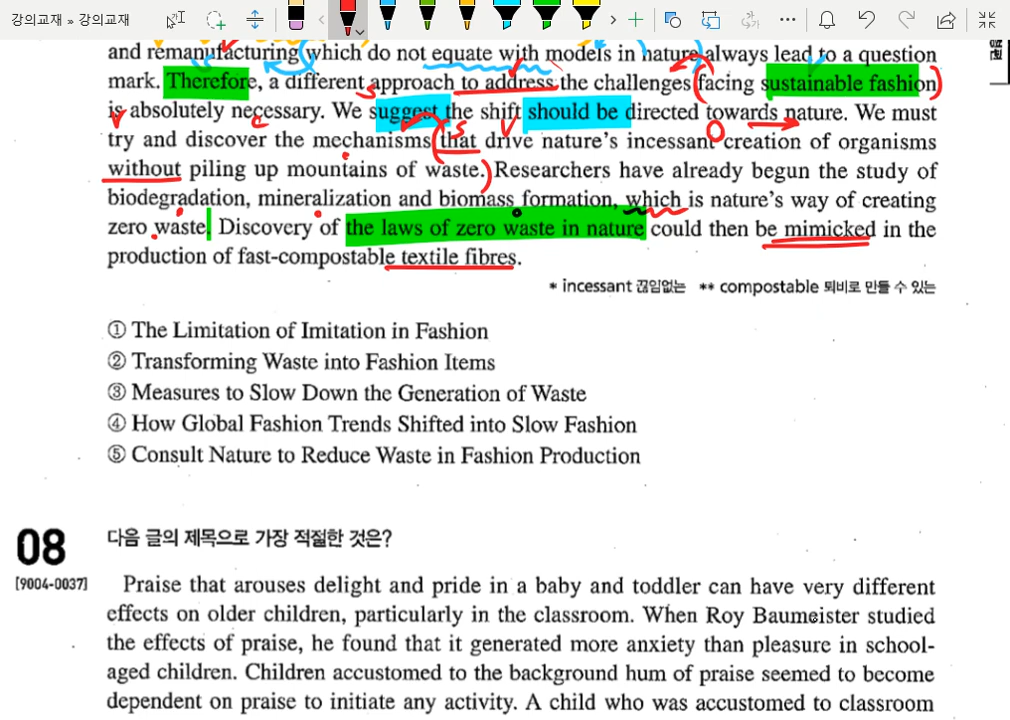 강의교재 » 강의교재
and remanufacturing which do not equate with models in nature always lead to a question
mark. Therefore, a different approach to address the challenges facing sustainable fashion
is absolutely necessary. We suggest the shift should be directed towards nature. We must
try and discover the mechanisms that drive nature's incessant creation of organisms
without piling up mountains of waste. Researchers have already begun the study of
biodegradation, mineralization and biomass formation, which is nature's way of creating
zero waste. Discovery of the laws of zero waste in nature could then be mimicked in the
production of fast-compostable textile fibres.
* incessant 끊임없는 ** compostable 퇴비로 만들 수 있는
① The Limitation of Imitation in Fashion
② Transforming Waste into Fashion Items
③ Measures to Slow Down the Generation of Waste
④ How Global Fashion Trends Shifted into Slow Fashion
⑤ Consult Nature to Reduce Waste in Fashion Production
08 다음 글의 제목으로 가장 적절한 것은?
[9004-0037]
Praise that arouses delight and pride in a baby and toddler can have very different
effects on older children, particularly in the classroom. When Roy Baumeister studied
the effects of praise, he found that it generated more anxiety than pleasure in school-
aged children. Children accustomed to the background hum of praise seemed to become
dependent on praise to initiate any activity. A child who was accustomed to classroom